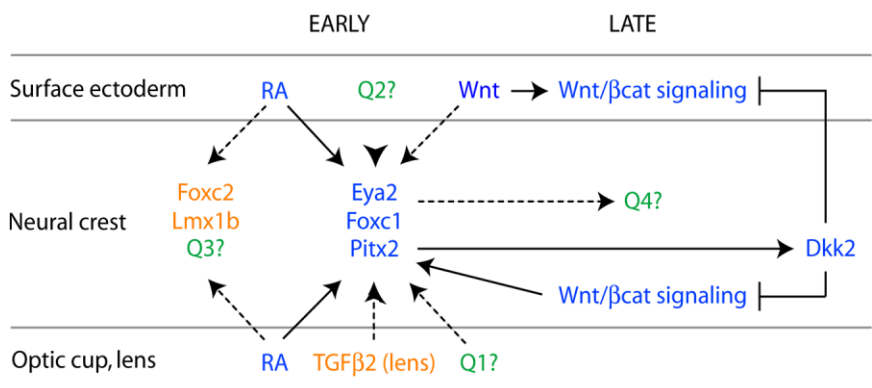 EARLY LATE
Surface ectoderm RA Q2? Wnt Wnt/βcat signaling
Foxc2 Eya2 Q4?
Neural crest Lmx1b Foxc1
Q3? Pitx2 Dkk2
Wnt/βcat signaling
Optic cup, lens RA TGFβ2 (lens) Q1?